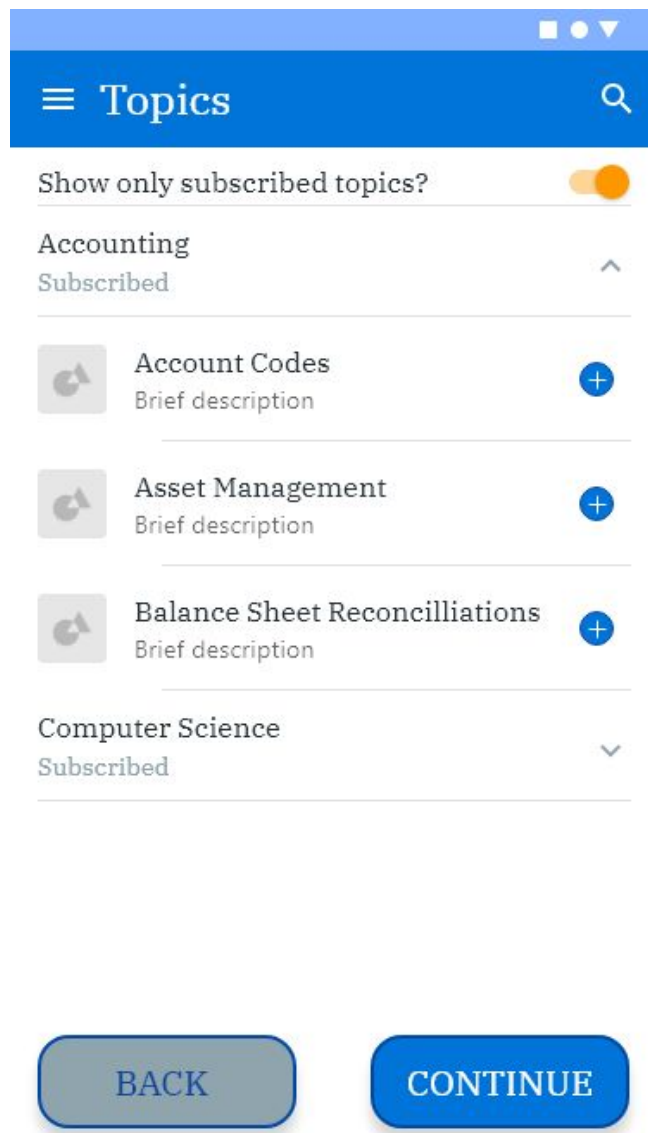 Topics
Show only subscribed topics?
Accounting
Subscribed
Account Codes
Brief description
Asset Management
Brief description
Balance Sheet Reconcilliations
Brief description
Computer Science
Subscribed
BACK
CONTINUE